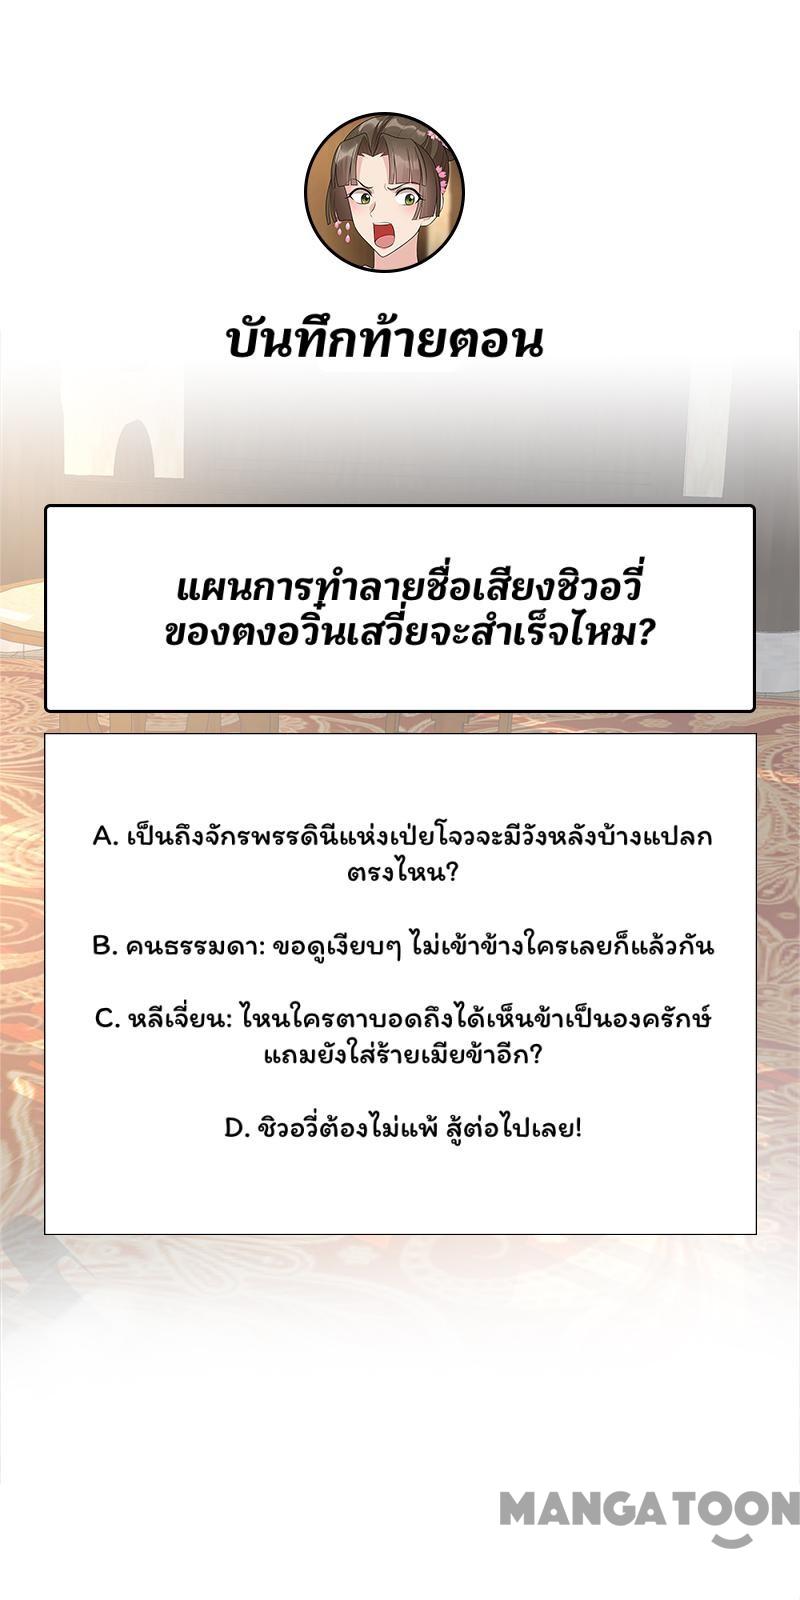 บันทึกท้ายตอน
แผนการทำลายชื่อเสียงชิวอวี่
ของตงอวิ๋นเสวี่ยจะสำเร็จไหม?
A. เป็นถึงจักรพรรดินีแห่งเป่ยโจวจะมีวังหลังบ้างแปลก
ตรงไหน?
B. คนธรรมดา: ขอดูเงียบๆ ไม่เข้าข้างใครเลยก็แล้วกัน
C. หลีเจี่ยน: ไหนใครตาบอดถึงได้เห็นข้าเป็นองครักษ์
แถมยังใส่ร้ายเมียข้าอีก?
D. ชิวอวี่ต้องไม่แพ้ สู้ต่อไปเลย!
MANGATOON